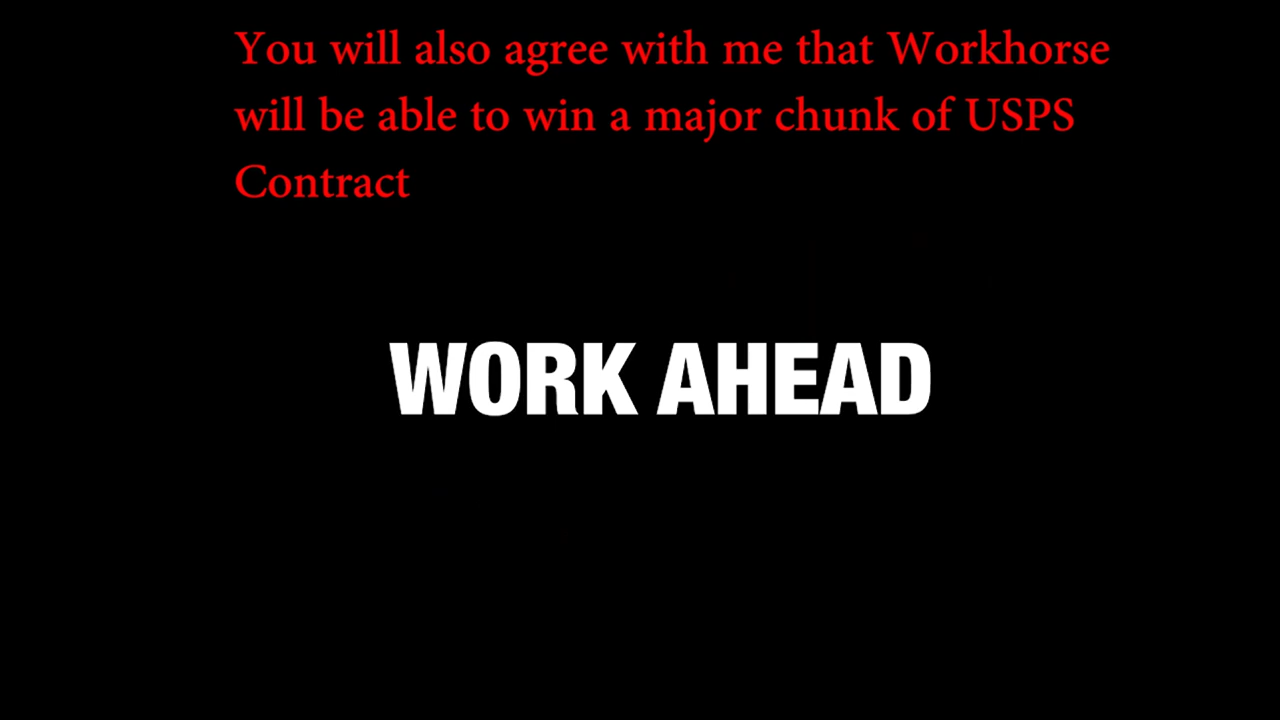 You will also agree with me that Workhorse
will be able to win a major chunk of USPS
Contract
WORK AHEAD